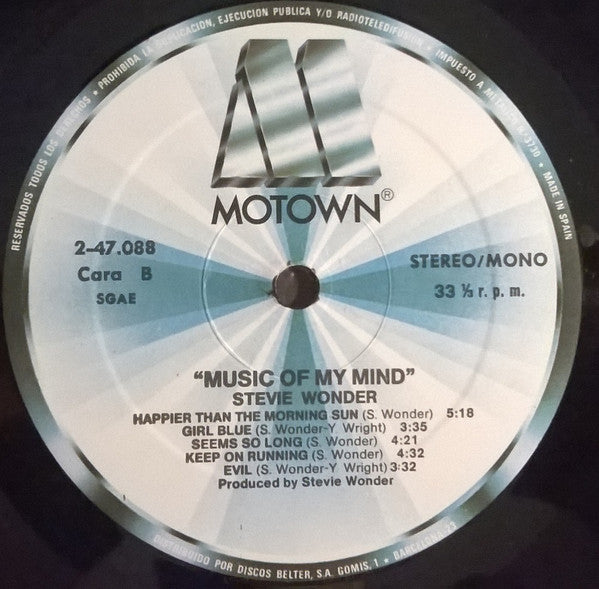 RESERVADOS TODOS LOS DERECHOS ★ PROHIBIDA LA DUPLICACION, EJECUCION PUBLICA Y/O RADIOTELEDIFUSION ★ IMPUESTO A METALICO ★ MADE IN SPAIN
MOTOWN®
2-47.088
Cara B
SGAE
STEREO/MONO
33 ⅓ r. p. m.
"MUSIC OF MY MIND"
STEVIE WONDER
HAPPIER THAN THE MORNING SUN (S. Wonder) 5:18
GIRL BLUE (S. Wonder-Y Wright) 3:35
SEEMS SO LONG (S. Wonder) 4:21
KEEP ON RUNNING (S. Wonder) 4:32
EVIL (S. Wonder-Y Wright) 3:32
Produced by Stevie Wonder
DISTRIBUIDO POR DISCOS BELTER, S.A. GOMIS, 1 ★ BARCELONA-23